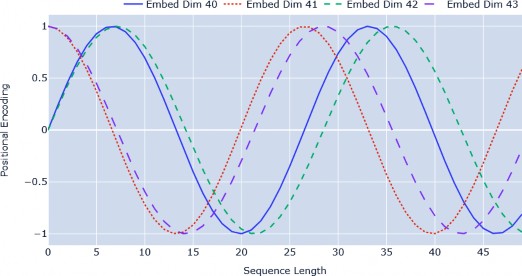 Embed Dim 40 Embed Dim 41 Embed Dim 42 Embed Dim 43
1
0.5
0
−0.5
−1
Positional Encoding
0 5 10 15 20 25 30 35 40 45
Sequence Length